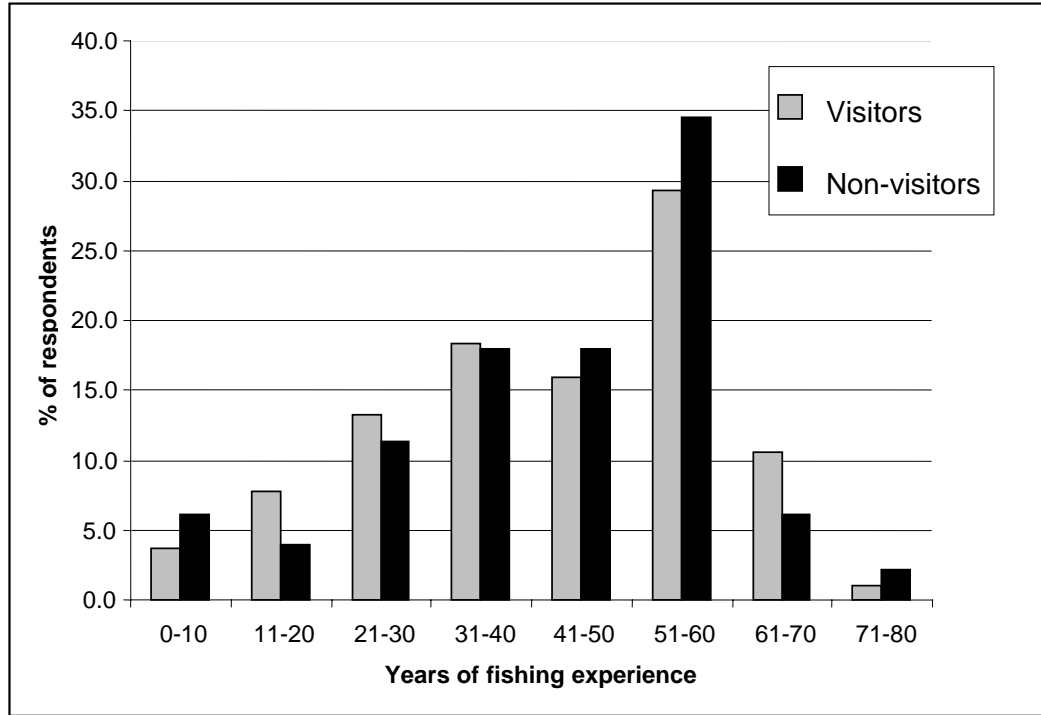 40.0
35.0
30.0
25.0
20.0
15.0
10.0
5.0
0.0
% of respondents
Visitors
Non-visitors
0-10 11-20 21-30 31-40 41-50 51-60 61-70 71-80
Years of fishing experience